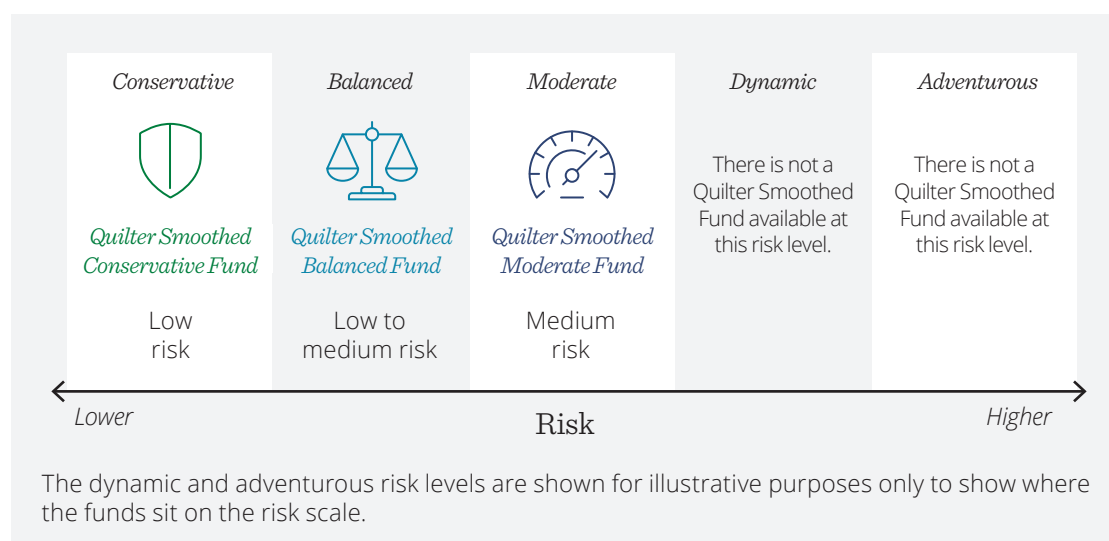 Conservative
Quilter Smoothed
Conservative Fund
Low
risk
Balanced
Quilter Smoothed
Balanced Fund
Low to
medium risk
Moderate
Quilter Smoothed
Moderate Fund
Medium
risk
Dynamic
There is not a
Quilter Smoothed
Fund available at
this risk level.
Adventurous
There is not a
Quilter Smoothed
Fund available at
this risk level.
Lower
Risk
Higher
The dynamic and adventurous risk levels are shown for illustrative purposes only to show where
the funds sit on the risk scale.